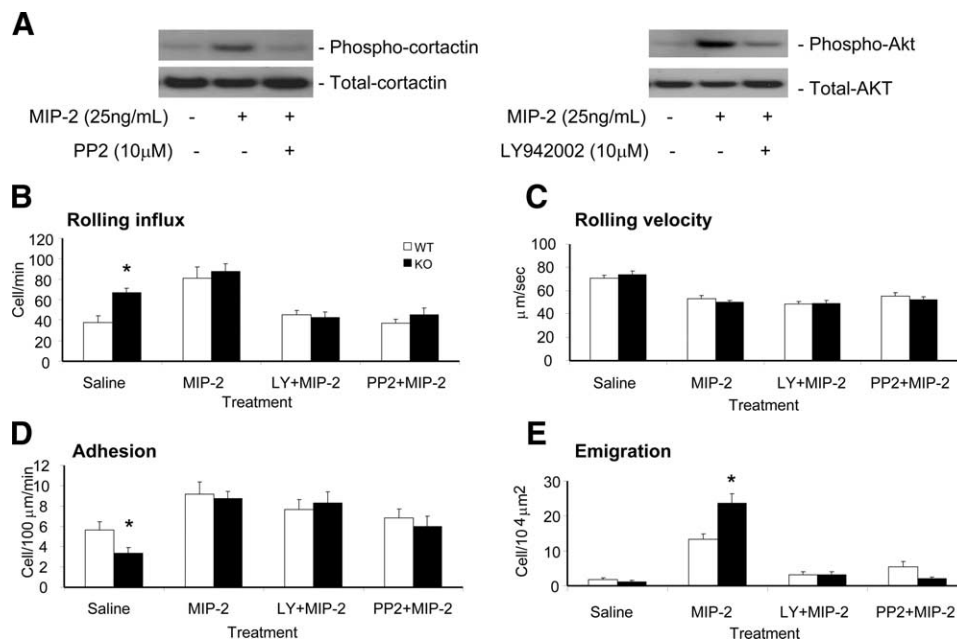 A
- Phospho-cortactin
- Total-cortactin
MIP-2 (25ng/mL) - + +
PP2 (10μM) - - +
- Phospho-Akt
- Total-AKT
MIP-2 (25ng/mL) - + +
LY942002 (10μM) - - +
B Rolling influx
Cell/min
120
100
80
60
40
20
0
*
WT
KO
Saline MIP-2 LY+MIP-2 PP2+MIP-2
Treatment
C Rolling velocity
μm/sec
100
80
60
40
20
0
Saline MIP-2 LY+MIP-2 PP2+MIP-2
Treatment
D Adhesion
Cell/100 μm/min
12
10
8
6
4
2
0
*
Saline MIP-2 LY+MIP-2 PP2+MIP-2
Treatment
E Emigration
Cell/10 4 μm2
30
20
10
0
*
Saline MIP-2 LY+MIP-2 PP2+MIP-2
Treatment